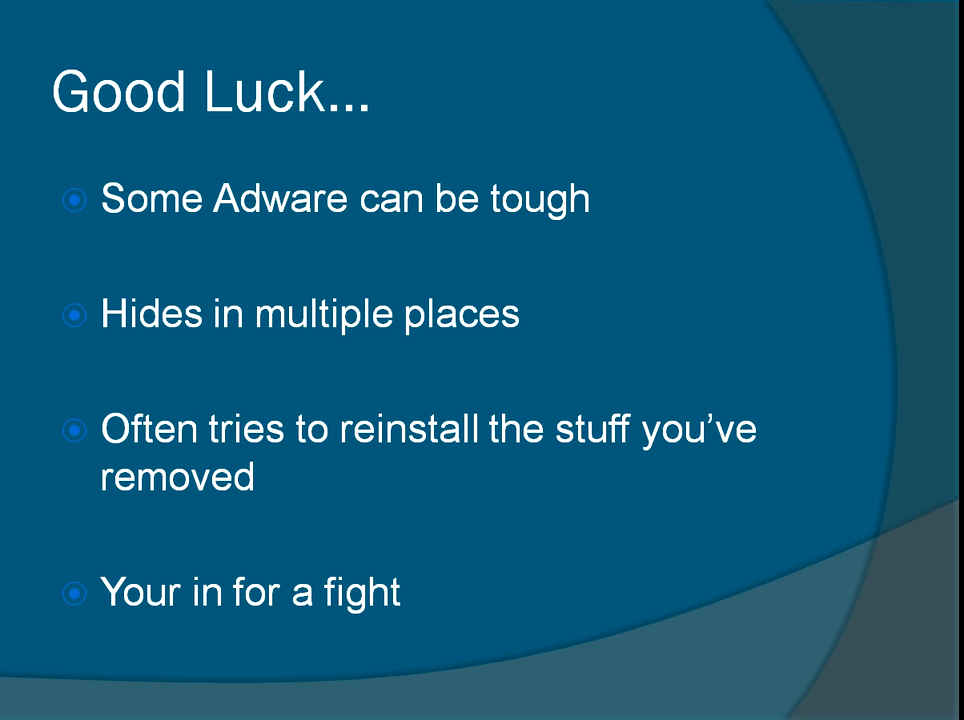 Good Luck...
Some Adware can be tough
Hides in multiple places
Often tries to reinstall the stuff you’ve
removed
Your in for a fight